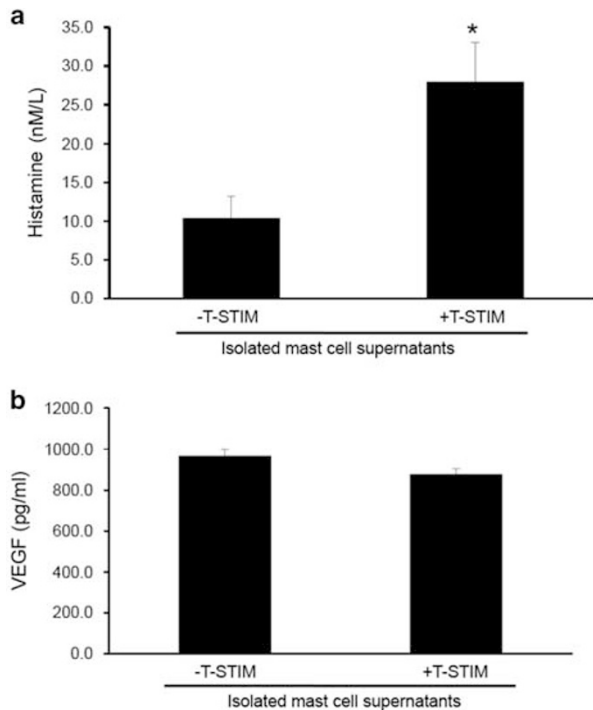 a
*
35.0
30.0
25.0
20.0
15.0
10.0
5.0
0.0
Histamine (nM/L)
-T-STIM +T-STIM
Isolated mast cell supernatants
b
1200.0
1000.0
800.0
600.0
400.0
200.0
0.0
VEGF (pg/ml)
-T-STIM +T-STIM
Isolated mast cell supernatants